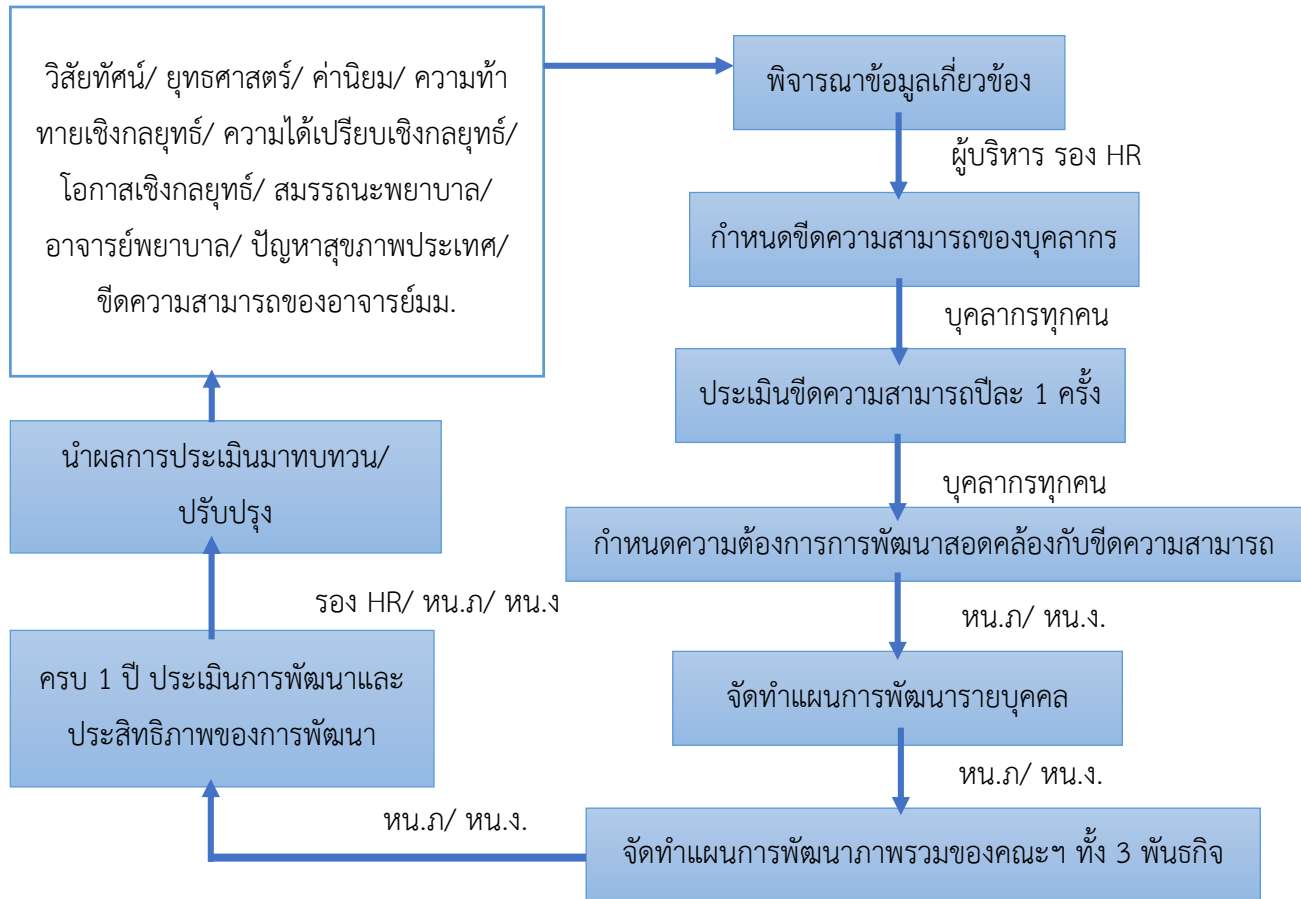 วิสัยทัศน์/ ยุทธศาสตร์/ ค่านิยม/ ความท้า
ทายเชิงกลยุทธ์/ ความได้เปรียบเชิงกลยุทธ์/
โอกาสเชิงกลยุทธ์/ สมรรถนะพยาบาล/
อาจารย์พยาบาล/ ปัญหาสุขภาพประเทศ/
ขีดความสามารถของอาจารย์มม.
พิจารณาข้อมูลเกี่ยวข้อง
ผู้บริหาร รอง HR
กำหนดขีดความสามารถของบุคลากร
บุคลากรทุกคน
ประเมินขีดความสามารถปีละ 1 ครั้ง
บุคลากรทุกคน
กำหนดความต้องการการพัฒนาสอดคล้องกับขีดความสามารถ
หน.ภ/ หน.ง.
จัดทำแผนการพัฒนารายบุคคล
หน.ภ/ หน.ง.
จัดทำแผนการพัฒนาภาพรวมของคณะฯ ทั้ง 3 พันธกิจ
หน.ภ/ หน.ง.
ครบ 1 ปี ประเมินการพัฒนาและ
ประสิทธิภาพของการพัฒนา
รอง HR/ หน.ภ/ หน.ง
นำผลการประเมินมาทบทวน/
ปรับปรุง